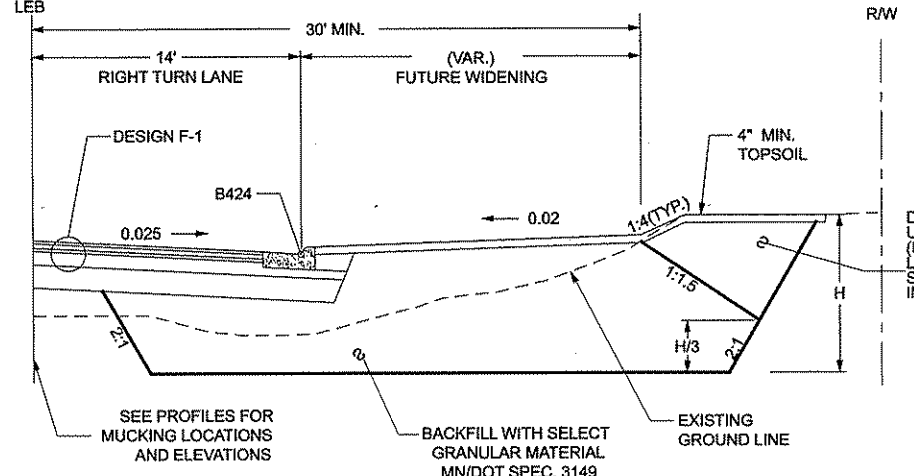 LEB
R/W
30' MIN.
14'
RIGHT TURN LANE
(VAR.)
FUTURE WIDENING
DESIGN F-1
4" MIN.
TOPSOIL
B424
0.025
0.02
1:4(TYP.)
1:1.5
H
H/3
2:1
2:1
SEE PROFILES FOR
MUCKING LOCATIONS
AND ELEVATIONS
BACKFILL WITH SELECT
GRANULAR MATERIAL
MN/DOT SPEC. 3149
EXISTING
GROUND LINE